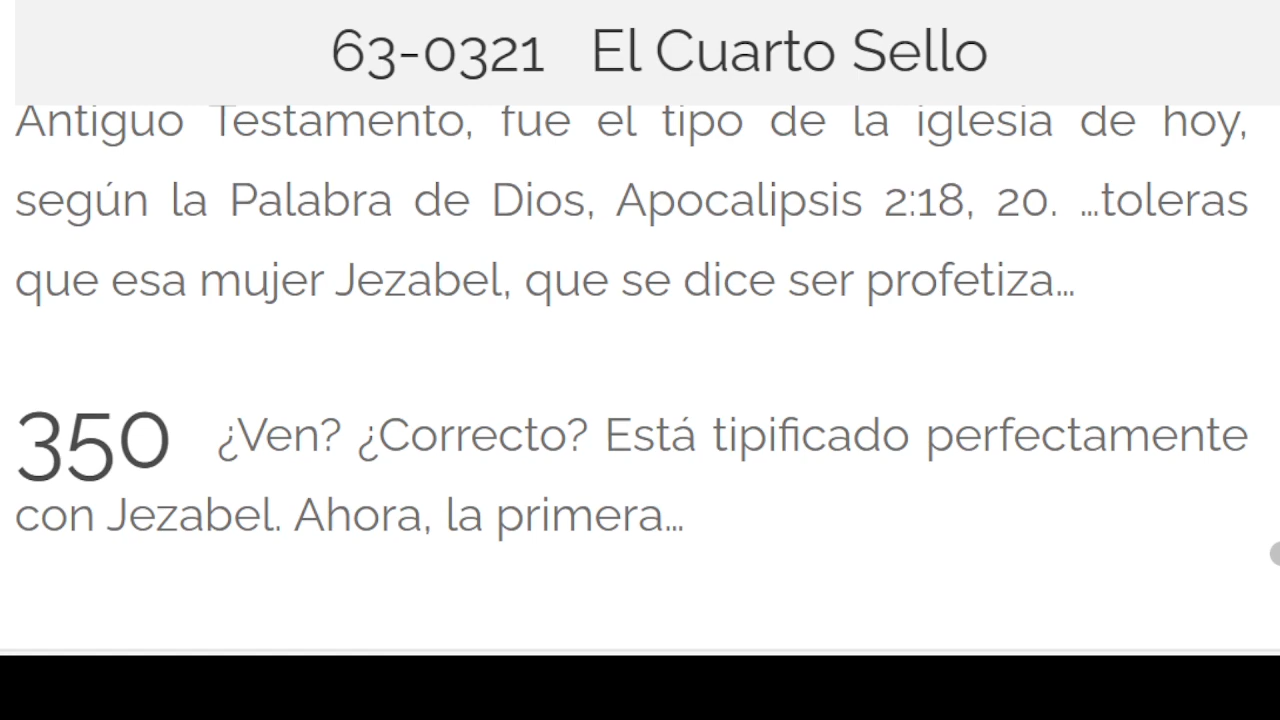 63-0321 El Cuarto Sello
Antiguo Testamento, fue el tipo de la iglesia de hoy,
según la Palabra de Dios, Apocalipsis 2:18, 20. …toleras
que esa mujer Jezabel, que se dice ser profetiza…
350 ¿Ven? ¿Correcto? Está tipificado perfectamente
con Jezabel. Ahora, la primera…